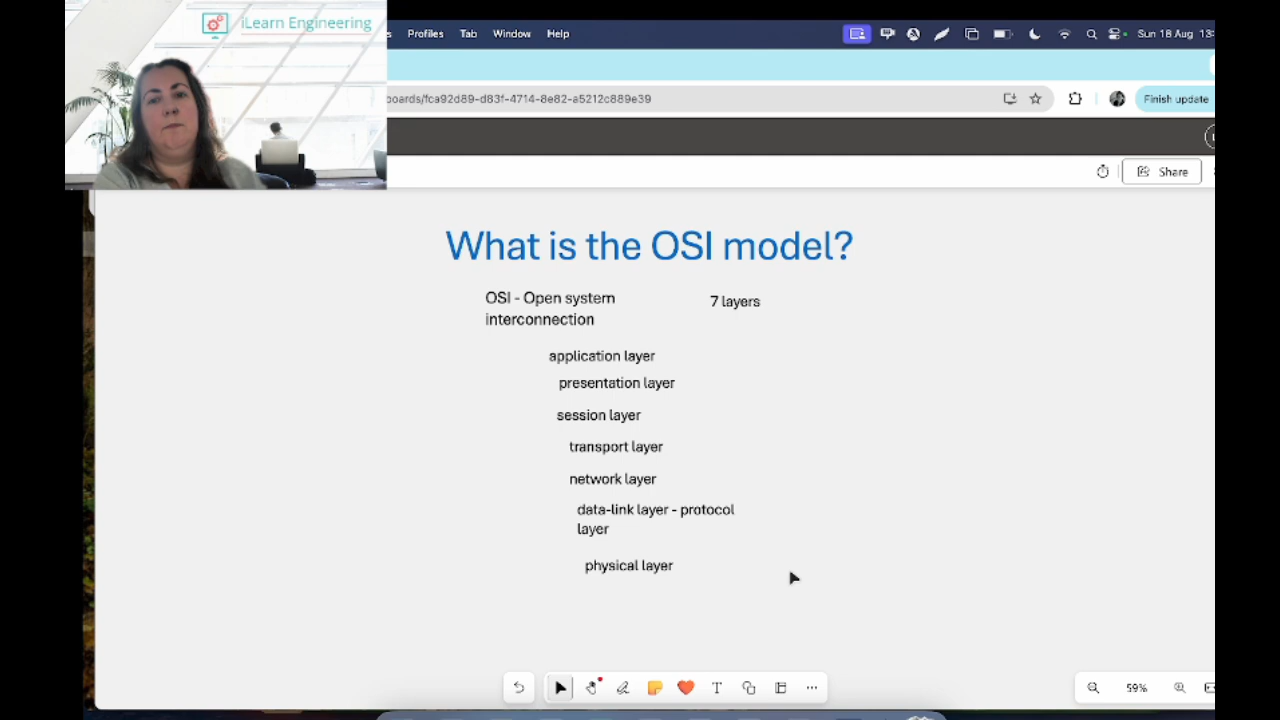 iLearn Engineering
Profiles Tab Window Help
Sun 18 Aug 13:
oards/fca92d89-d83f-4714-8e82-a5212c889e39
Finish update
Share
What is the OSI model?
OSI - Open system
interconnection
7 layers
application layer
presentation layer
session layer
transport layer
network layer
data-link layer - protocol
layer
physical layer
59%